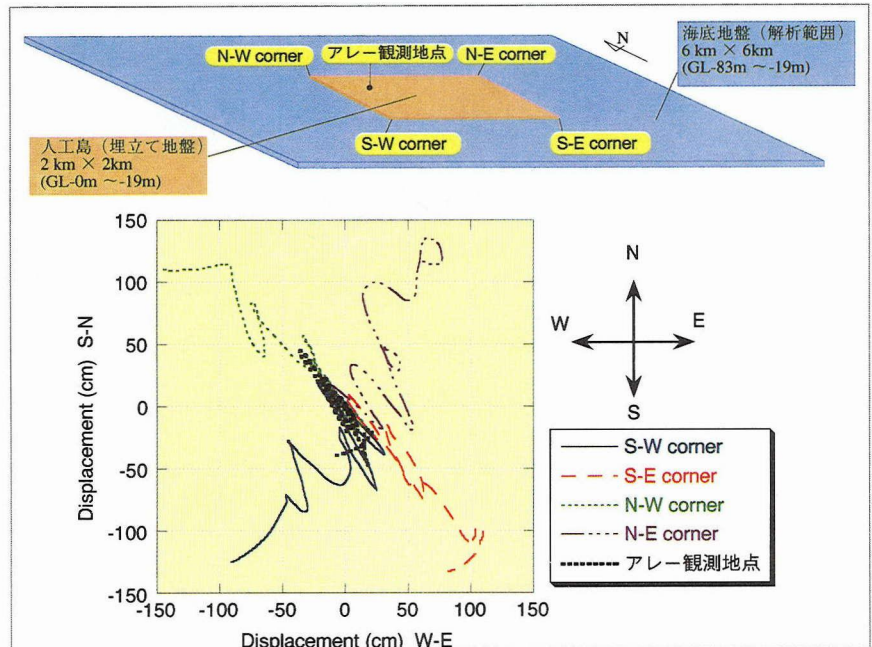 N-W corner
アレー観測地点
N-E corner
N
海底地盤（解析範囲）
6 km × 6km
(GL-83m ～-19m)
人工島（埋立て地盤）
2 km × 2km
(GL-0m ～-19m)
S-W corner
S-E corner
150
100
50
0
-50
-100
-150
Displacement (cm) S-N
-150
-100
-50
0
50
100
150
Displacement (cm) W-E
N
W
E
S
S-W corner
S-E corner
N-W corner
N-E corner
アレー観測地点